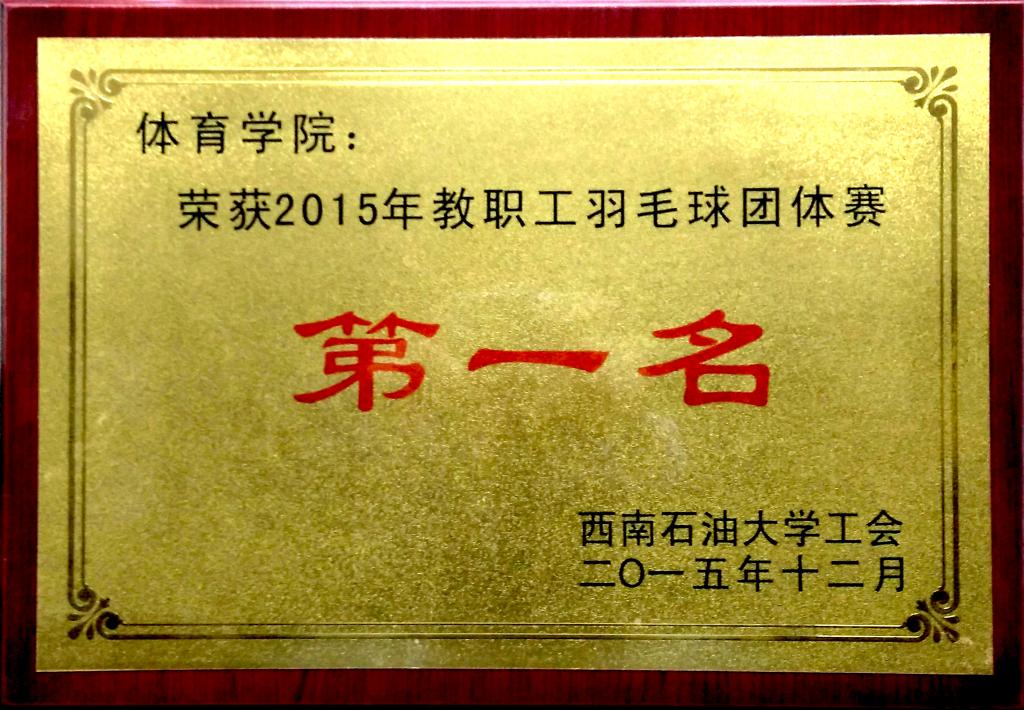 体育学院：
荣获2015年教职工羽毛球团体赛
第一名
西南石油大学工会
二〇一五年十二月